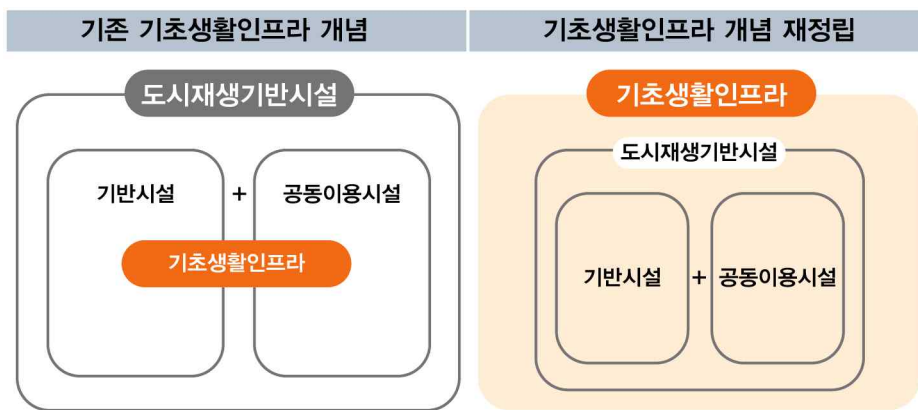 기존 기초생활인프라 개념
기초생활인프라 개념 재정립
도시재생기반시설
기반시설 + 공동이용시설
기초생활인프라
기초생활인프라
도시재생기반시설
기반시설 + 공동이용시설